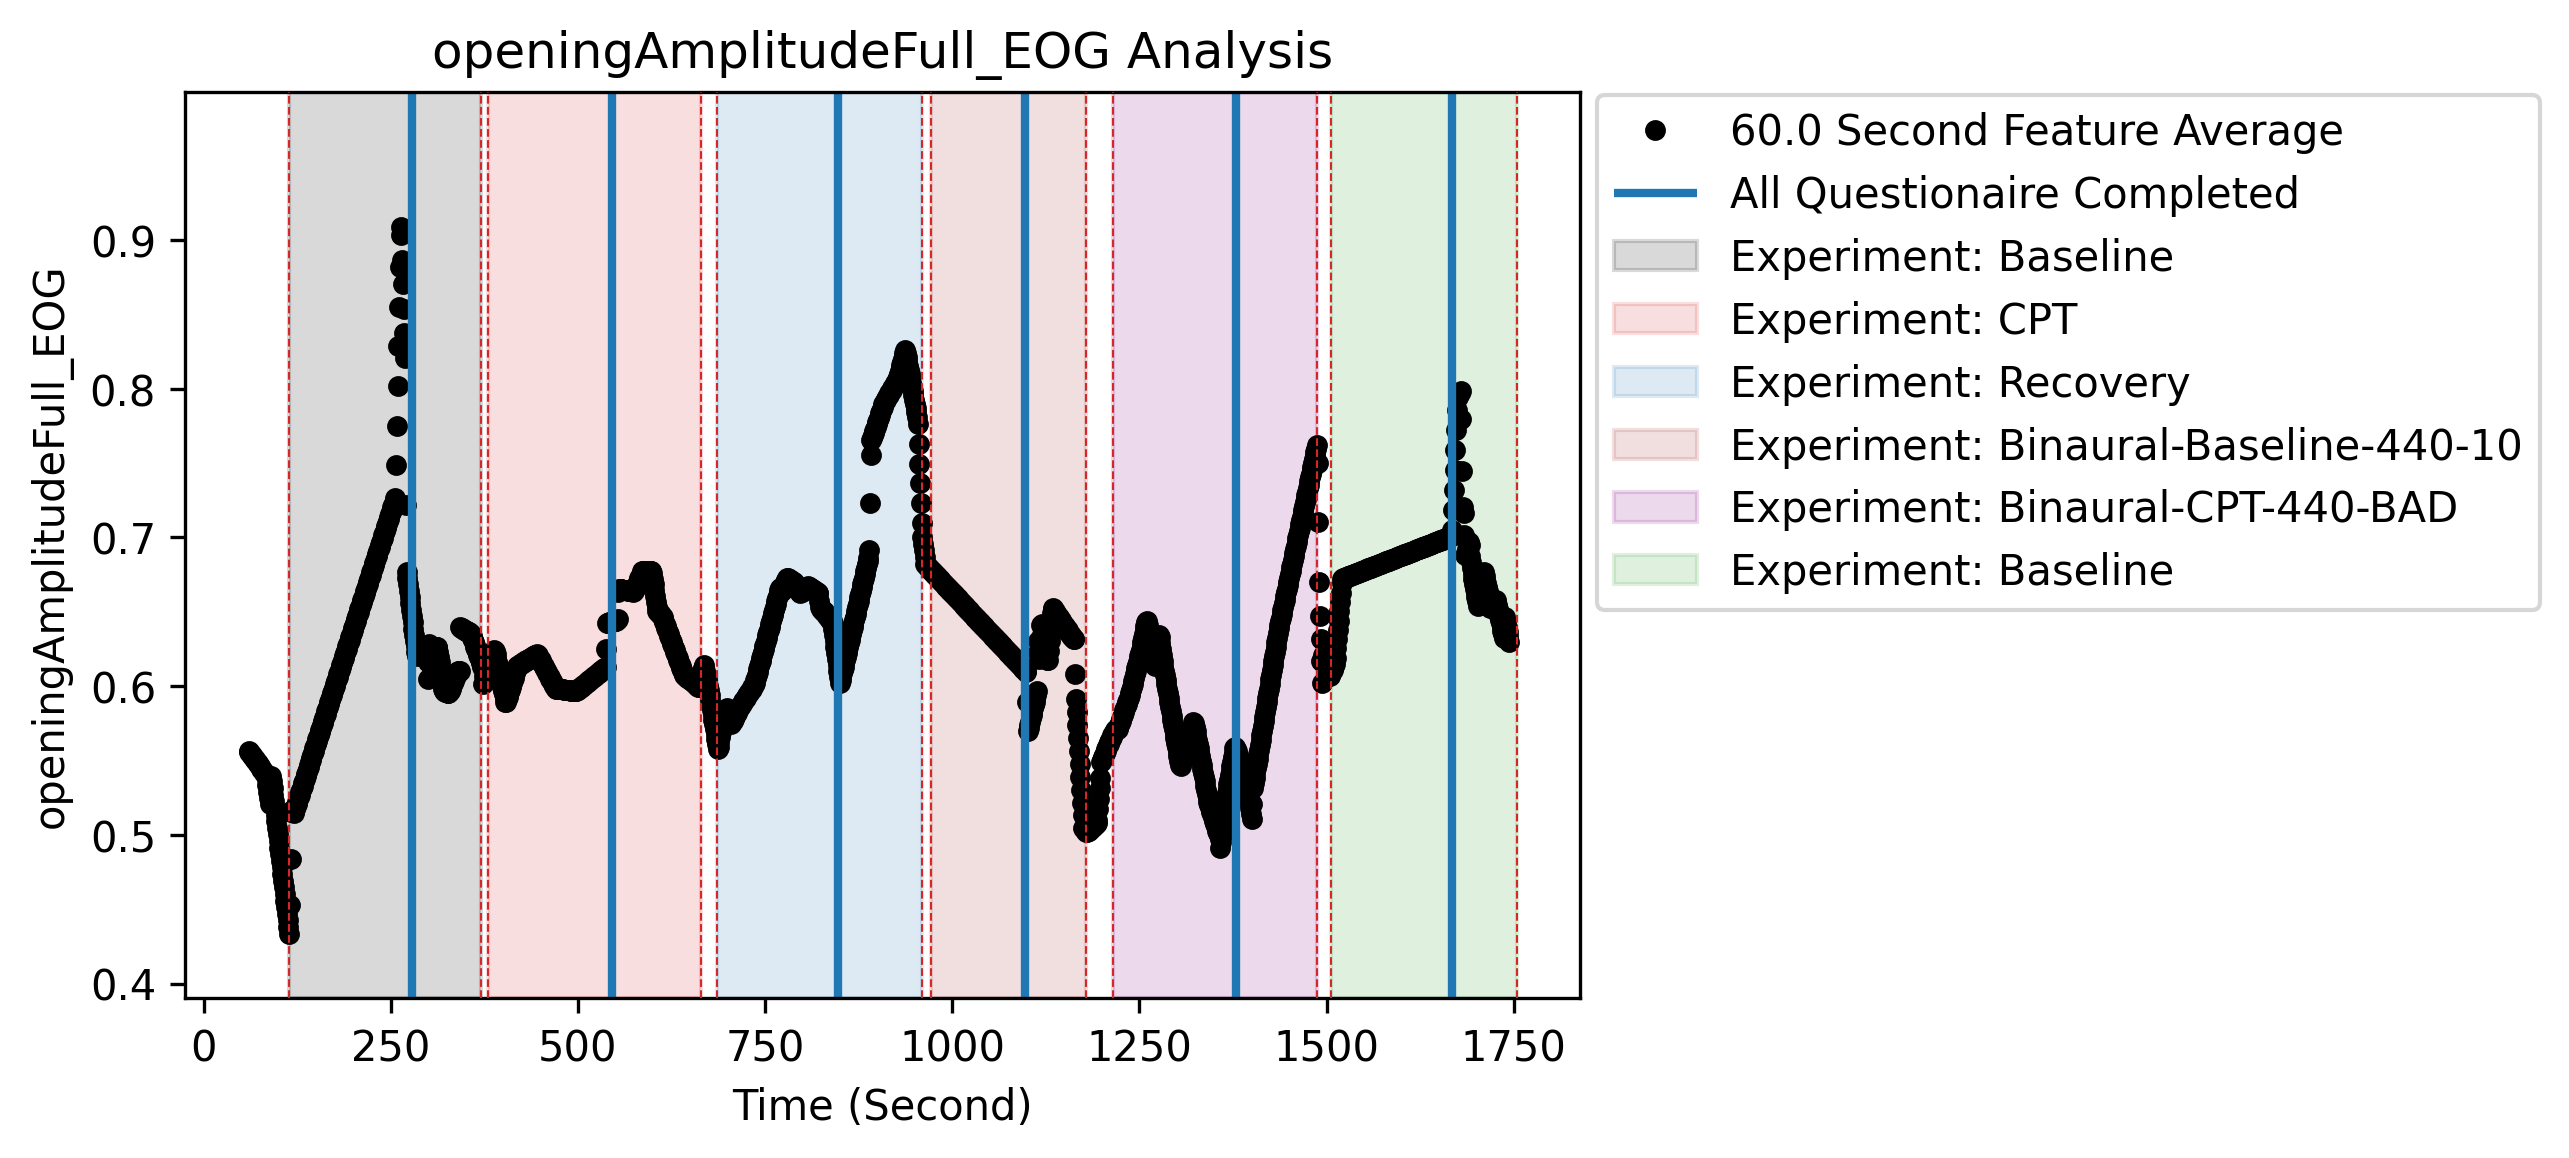 openingAmplitudeFull_EOG Analysis
openingAmplitudeFull_EOG
0.9
0.8
0.7
0.6
0.5
0.4
0 250 500 750 1000 1250 1500 1750
Time (Second)
60.0 Second Feature Average
All Questionaire Completed
Experiment: Baseline
Experiment: CPT
Experiment: Recovery
Experiment: Binaural-Baseline-440-10
Experiment: Binaural-CPT-440-BAD
Experiment: Baseline